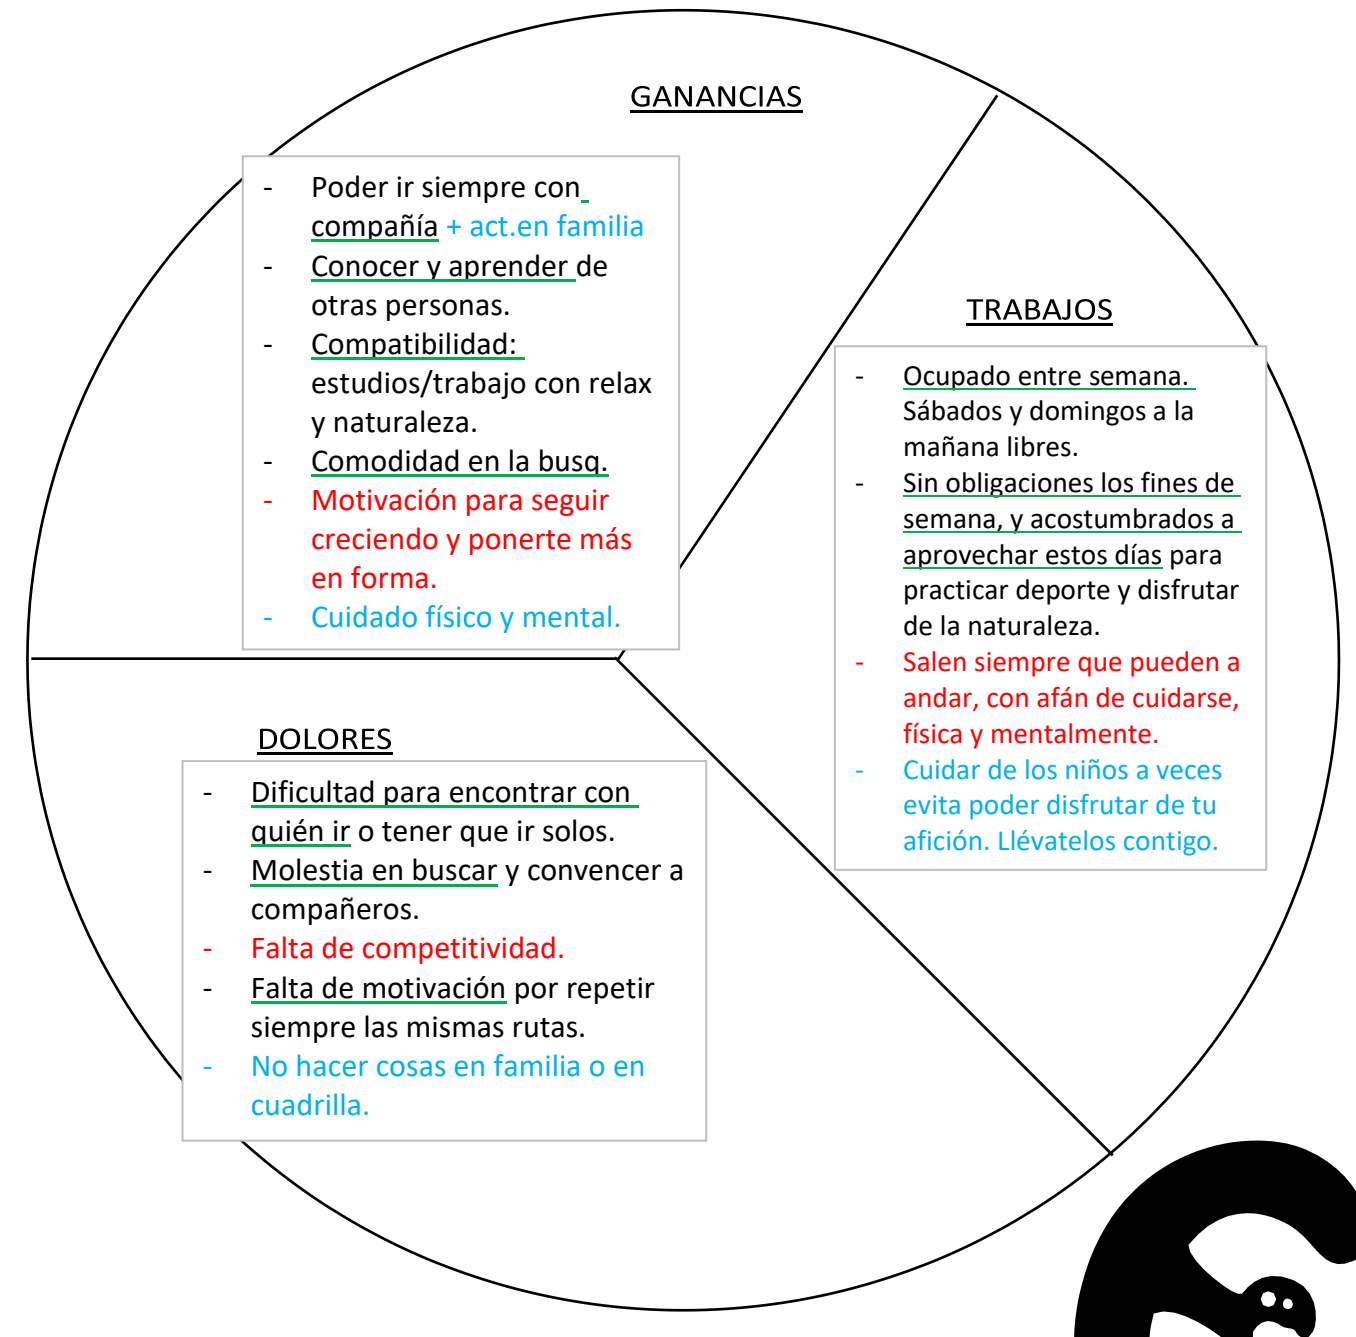 GANANCIAS
- Poder ir siempre con
compañía + act.en familia
- Conocer y aprender de
otras personas.
- Compatibilidad:
estudios/trabajo con relax
y naturaleza.
- Comodidad en la busq.
- Motivación para seguir
creciendo y ponerte más
en forma.
- Cuidado físico y mental.
TRABAJOS
- Ocupado entre semana.
Sábados y domingos a la
mañana libres.
- Sin obligaciones los fines de
semana, y acostumbrados a
aprovechar estos días para
practicar deporte y disfrutar
de la naturaleza.
- Salen siempre que pueden a
andar, con afán de cuidarse,
física y mentalmente.
- Cuidar de los niños a veces
evita poder disfrutar de tu
afición. Llévatelos contigo.
DOLORES
- Dificultad para encontrar con
quién ir o tener que ir solos.
- Molestia en buscar y convencer a
compañeros.
- Falta de competitividad.
- Falta de motivación por repetir
siempre las mismas rutas.
- No hacer cosas en familia o en
cuadrilla.